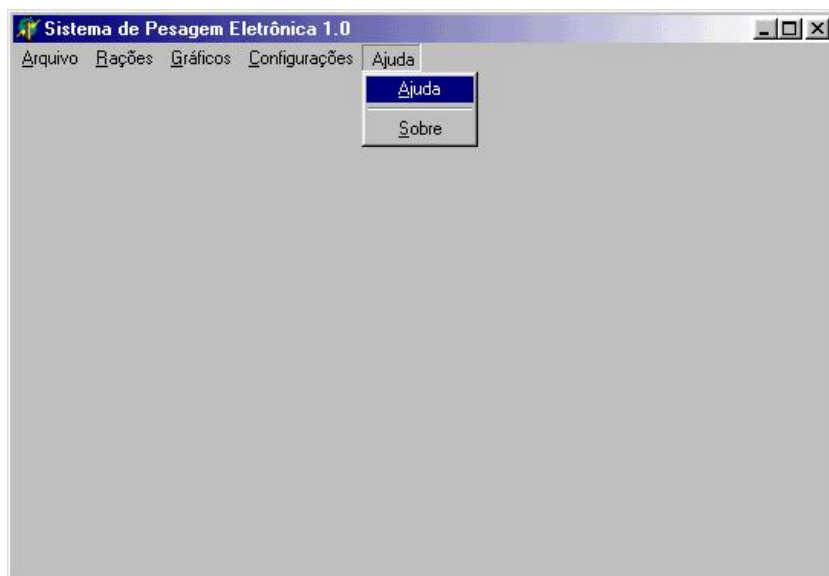 Sistema de Pesagem Eletrônica 1.0
Arquivo Rações Gráficos Configurações Ajuda
Ajuda
Sobre